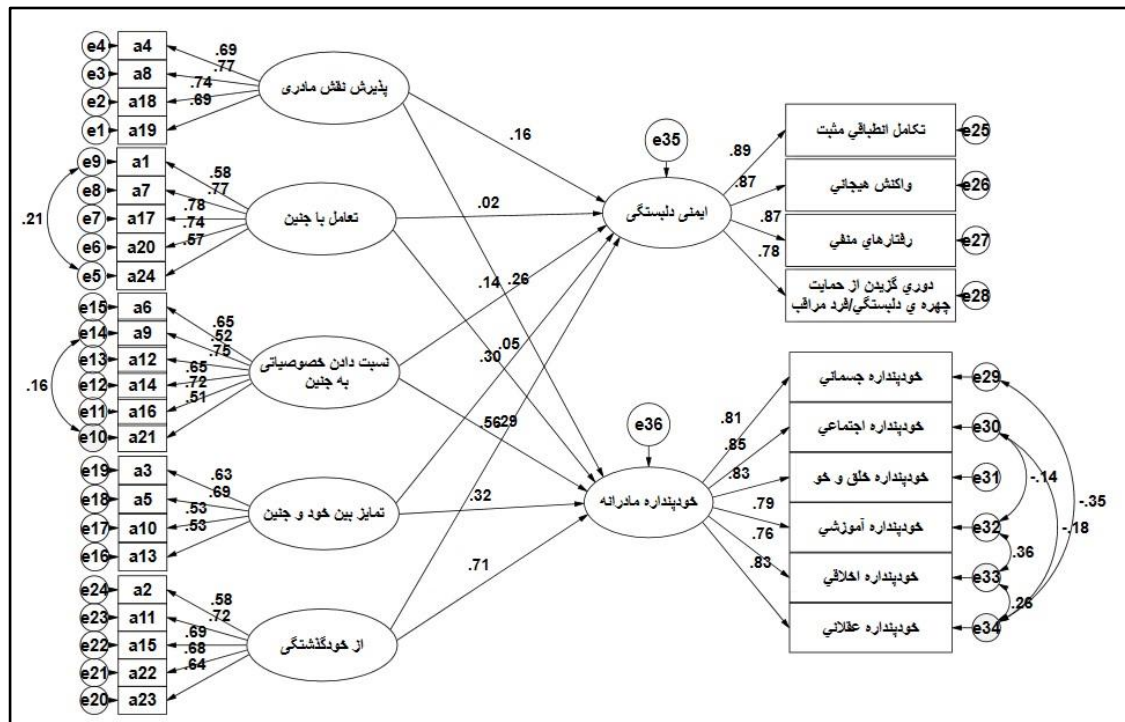 e4 a4 .69
e3 a8 .77
e2 a18 .74
e1 a19 .69
پذیرش نقش مادری
e9 a1 .58
e8 a7 .77
e7 a17 .78
e6 a20 .74
e5 a24 .57
.21
تعامل با جنین
e15 a6 .65
e14 a9 .52
e13 a12 .75
e12 a14 .65
e11 a16 .72
e10 a21 .51
.16
نسبت دادن خصوصیاتی
به جنین
e19 a3 .63
e18 a5 .69
e17 a10 .53
e16 a13 .53
تمایز بین خود و جنین
e24 a2 .58
e23 a11 .72
e22 a15 .69
e21 a22 .68
e20 a23 .64
از خودگذشتگی
.16
.02
.14
.26
.05
.30
.56
.29
.32
.71
e35
ایمنی دلبستگی
.89
.87
.87
.78
تكامل انطباقي مثبت
e25
واكنش هيجاني
e26
رفتارهاي منفي
e27
دوري گزيدن از حمايت
چهره ي دلبستگي/فرد مراقب
e28
e36
خودپنداره مادرانه
.81
.85
.83
.79
.76
.83
خودپنداره جسماني
e29
خودپنداره اجتماعي
e30
خودپنداره خلق و خو
e31
خودپنداره آموزشي
e32
خودپنداره اخلاقي
e33
خودپنداره عقلاني
e34
-.14
-.35
-.18
.36
.26